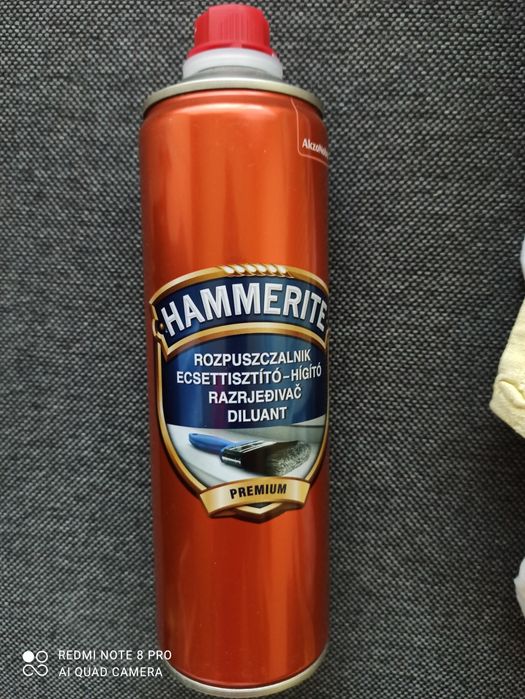 HAMMERITE
ROZPUSZCZALNIK
ECSETTISZTÍTÓ-HÍGÍTÓ
RAZRJEĐIVAČ
DILUANT
PREMIUM
REDMI NOTE 8 PRO
AI QUAD CAMERA